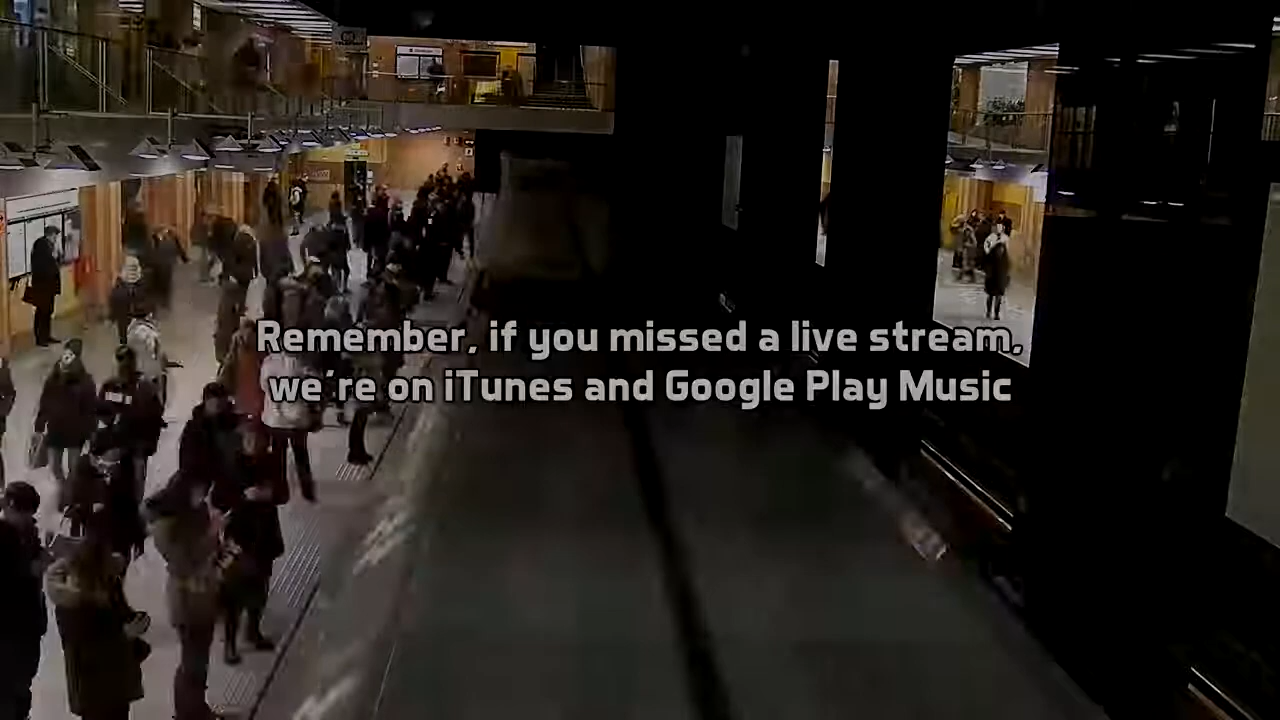 Remember, if you missed a live stream,
we're on iTunes and Google Play Music